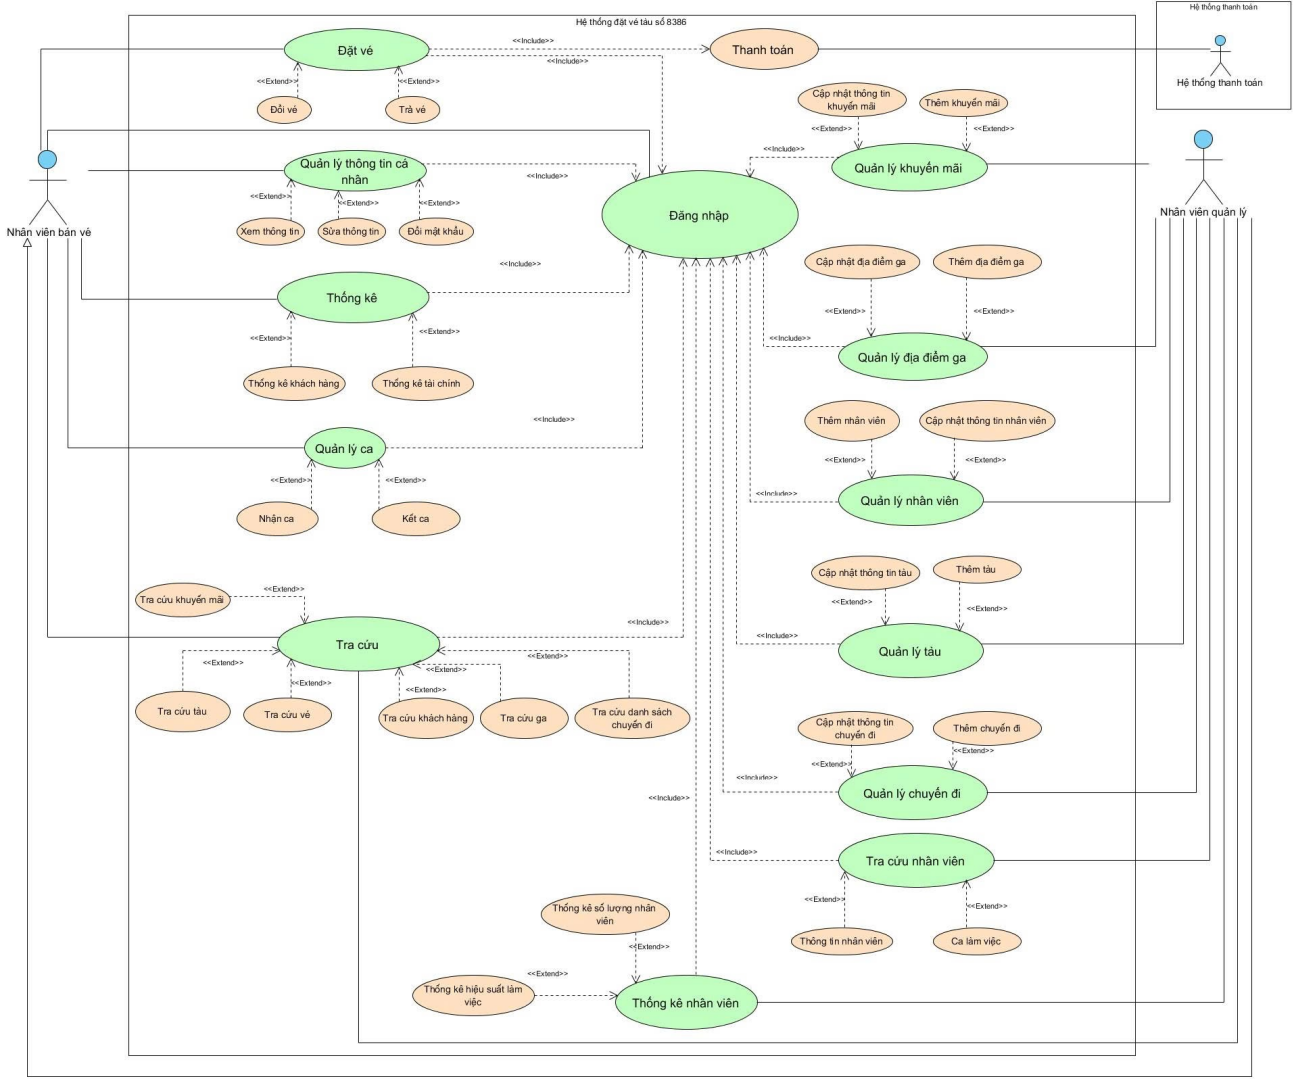 Hệ thống đặt vé tàu số 8386
Hệ thống thanh toán
Hệ thống thanh toán
Đặt vé
<<Include>>
<<Include>>
Thanh toán
<<Extend>>
<<Extend>>
Đổi vé
Trả vé
Cập nhật thông tin
khuyến mãi
Thêm khuyến mãi
<<Extend>>
<<Extend>>
<<Include>>
Quản lý khuyến mãi
Nhân viên bán vé
Nhân viên quản lý
Quản lý thông tin cá
nhân
<<Include>>
<<Extend>>
<<Extend>>
<<Extend>>
Xem thông tin
Sửa thông tin
Đổi mật khẩu
Đăng nhập
Cập nhật địa điểm ga
Thêm địa điểm ga
<<Extend>>
<<Extend>>
<<Include>>
Quản lý địa điểm ga
Thống kê
<<Include>>
<<Extend>>
<<Extend>>
Thống kê khách hàng
Thống kê tài chính
Thêm nhân viên
Cập nhật thông tin nhân viên
<<Extend>>
<<Extend>>
<<Include>>
Quản lý nhân viên
Quản lý ca
<<Include>>
<<Extend>>
<<Extend>>
Nhận ca
Kết ca
Cập nhật thông tin tàu
Thêm tàu
<<Extend>>
<<Extend>>
<<Include>>
Quản lý tàu
Tra cứu khuyến mãi
<<Extend>>
Tra cứu
<<Include>>
<<Extend>>
<<Extend>>
<<Extend>>
<<Extend>>
<<Extend>>
Tra cứu tàu
Tra cứu vé
Tra cứu khách hàng
Tra cứu ga
Tra cứu danh sách
chuyến đi
Cập nhật thông tin
chuyến đi
Thêm chuyến đi
<<Extend>>
<<Extend>>
<<Include>>
Quản lý chuyến đi
<<Include>>
<<Include>>
Tra cứu nhân viên
<<Extend>>
<<Extend>>
Thông tin nhân viên
Ca làm việc
Thống kê số lượng nhân
viên
<<Extend>>
<<Extend>>
Thống kê hiệu suất làm
việc
Thống kê nhân viên